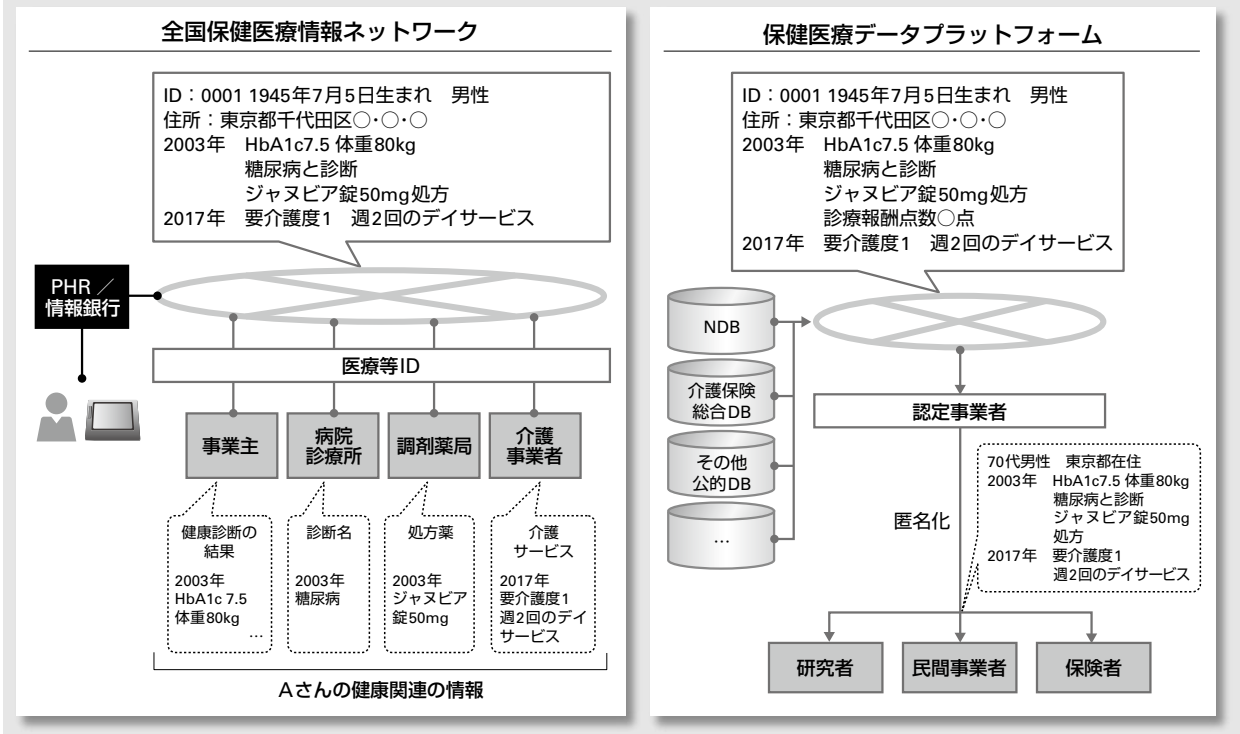 全国保健医療情報ネットワーク
ID：0001 1945年7月5日生まれ　男性
住所：東京都千代田区○・○・○
2003年　HbA1c7.5 体重80kg
糖尿病と診断
ジャヌビア錠50mg処方
2017年　要介護度1　週2回のデイサービス
PHR ／
情報銀行
医療等ID
事業主
病院
診療所
調剤薬局
介護
事業者
健康診断の
結果
2003年
HbA1c 7.5
体重80kg
…
診断名
2003年
糖尿病
処方薬
2003年
ジャヌビア
錠50mg
介護
サービス
2017年
要介護度1
週2回のデイ
サービス
Aさんの健康関連の情報
保健医療データプラットフォーム
ID：0001 1945年7月5日生まれ　男性
住所：東京都千代田区○・○・○
2003年　HbA1c7.5 体重80kg
糖尿病と診断
ジャヌビア錠50mg処方
診療報酬点数○点
2017年　要介護度1　週2回のデイサービス
NDB
介護保険
総合DB
その他
公的DB
…
認定事業者
匿名化
70代男性　東京都在住
2003年　HbA1c7.5 体重80kg
糖尿病と診断
ジャヌビア錠50mg
処方
2017年　要介護度1
週2回のデイサービス
研究者
民間事業者
保険者